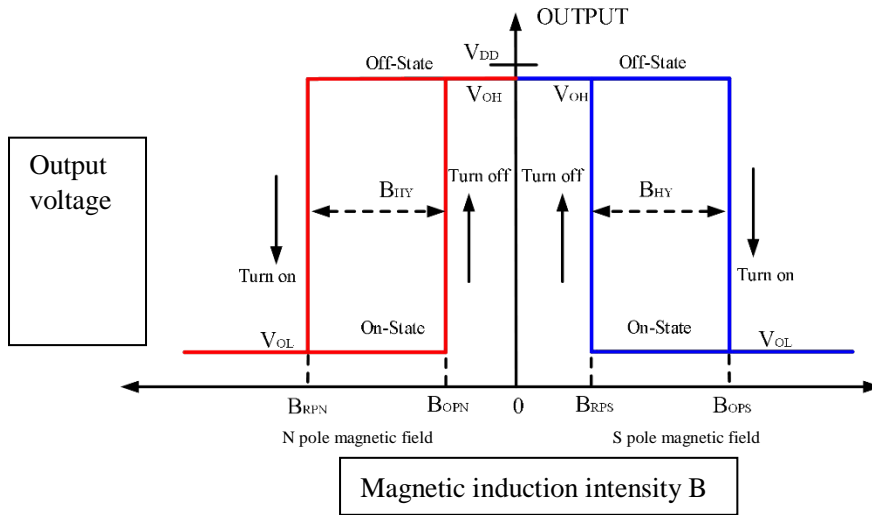 OUTPUT
VDD
Off-State
Off-State
VOH
VOH
Output
voltage
BHY
Turn off
Turn off
BHY
Turn on
Turn on
On-State
On-State
VOL
VOL
BRPN
BOPN
0
BRPS
BOPS
N pole magnetic field
S pole magnetic field
Magnetic induction intensity B